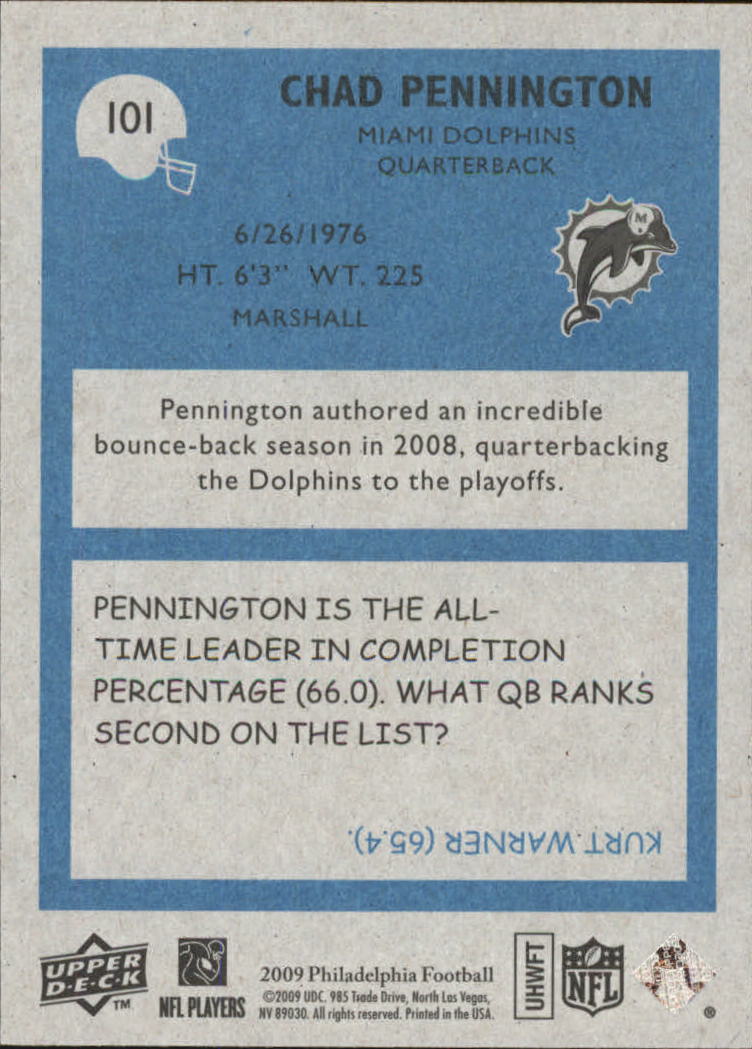 101
CHAD PENNINGTON
MIAMI DOLPHINS
QUARTERBACK
M
6/26/1976
HT. 6'3" WT. 225
MARSHALL
Pennington authored an incredible
bounce-back season in 2008, quarterbacking
the Dolphins to the playoffs.
PENNINGTON IS THE ALL-
TIME LEADER IN COMPLETION
PERCENTAGE (66.0). WHAT QB RANKS
SECOND ON THE LIST?
KURT WARNER (65.4).
UPPER
D·E·C·K
TM
NFL PLAYERS
2009 Philadelphia Football
©2009 UDC. 985 Trade Drive, North Las Vegas,
NV 89030. All rights reserved. Printed in the USA.
UHWFT
NFL
®